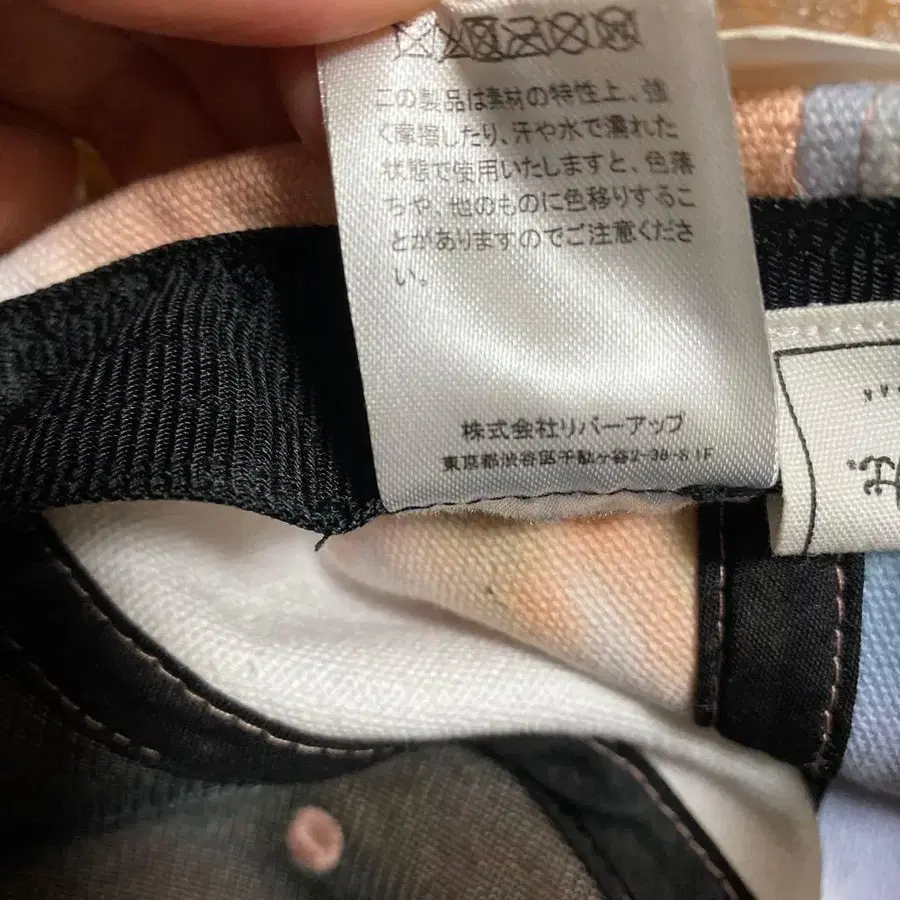 この製品は素材の特性上、強
く摩擦したり、汗や水で濡れた
状態で使用いたしますと、色落
ちや、他のものに色移りするこ
とがありますのでご注意くださ
い。
株式会社リバーアップ
東京都渋谷区千駄ヶ谷2-38-8 1F